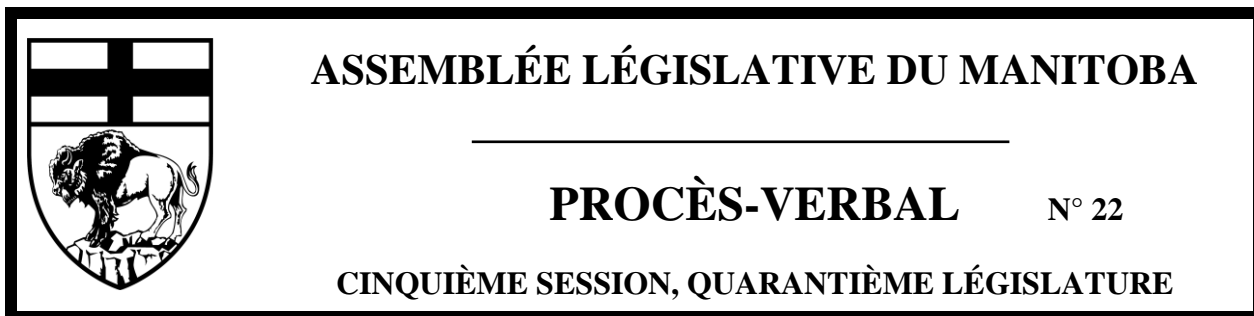 ASSEMBLÉE LÉGISLATIVE DU MANITOBA
PROCÈS-VERBAL N° 22
CINQUIÈME SESSION, QUARANTIÈME LÉGISLATURE